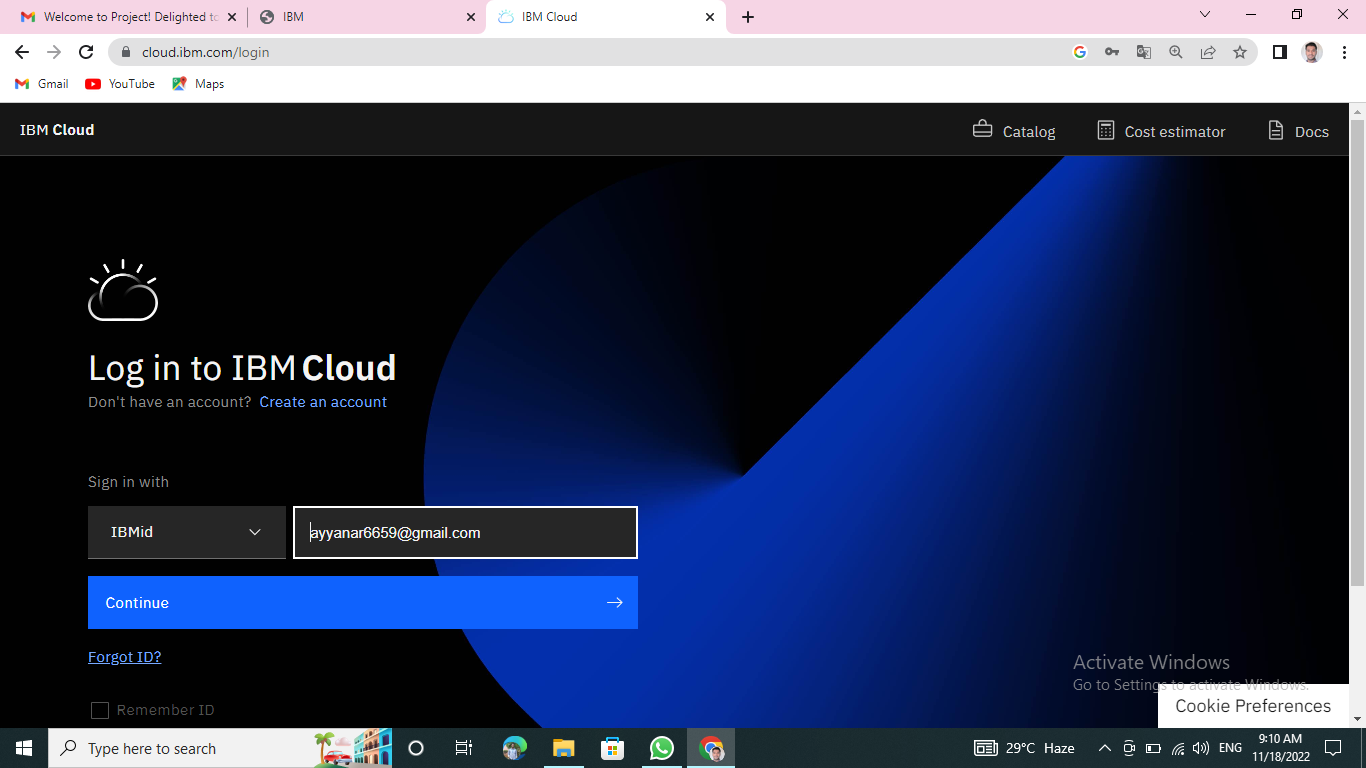 Welcome to Project! Delighted to
IBM
IBM Cloud
cloud.ibm.com/login
Gmail
YouTube
Maps
IBM Cloud
Catalog
Cost estimator
Docs
Log in to IBM Cloud
Don't have an account? Create an account
Sign in with
IBMid
ayyanar6659@gmail.com
Continue
Forgot ID?
Remember ID
Activate Windows
Go to Settings to activate Windows.
Cookie Preferences
Type here to search
29°C Haze
ENG
9:10 AM
11/18/2022